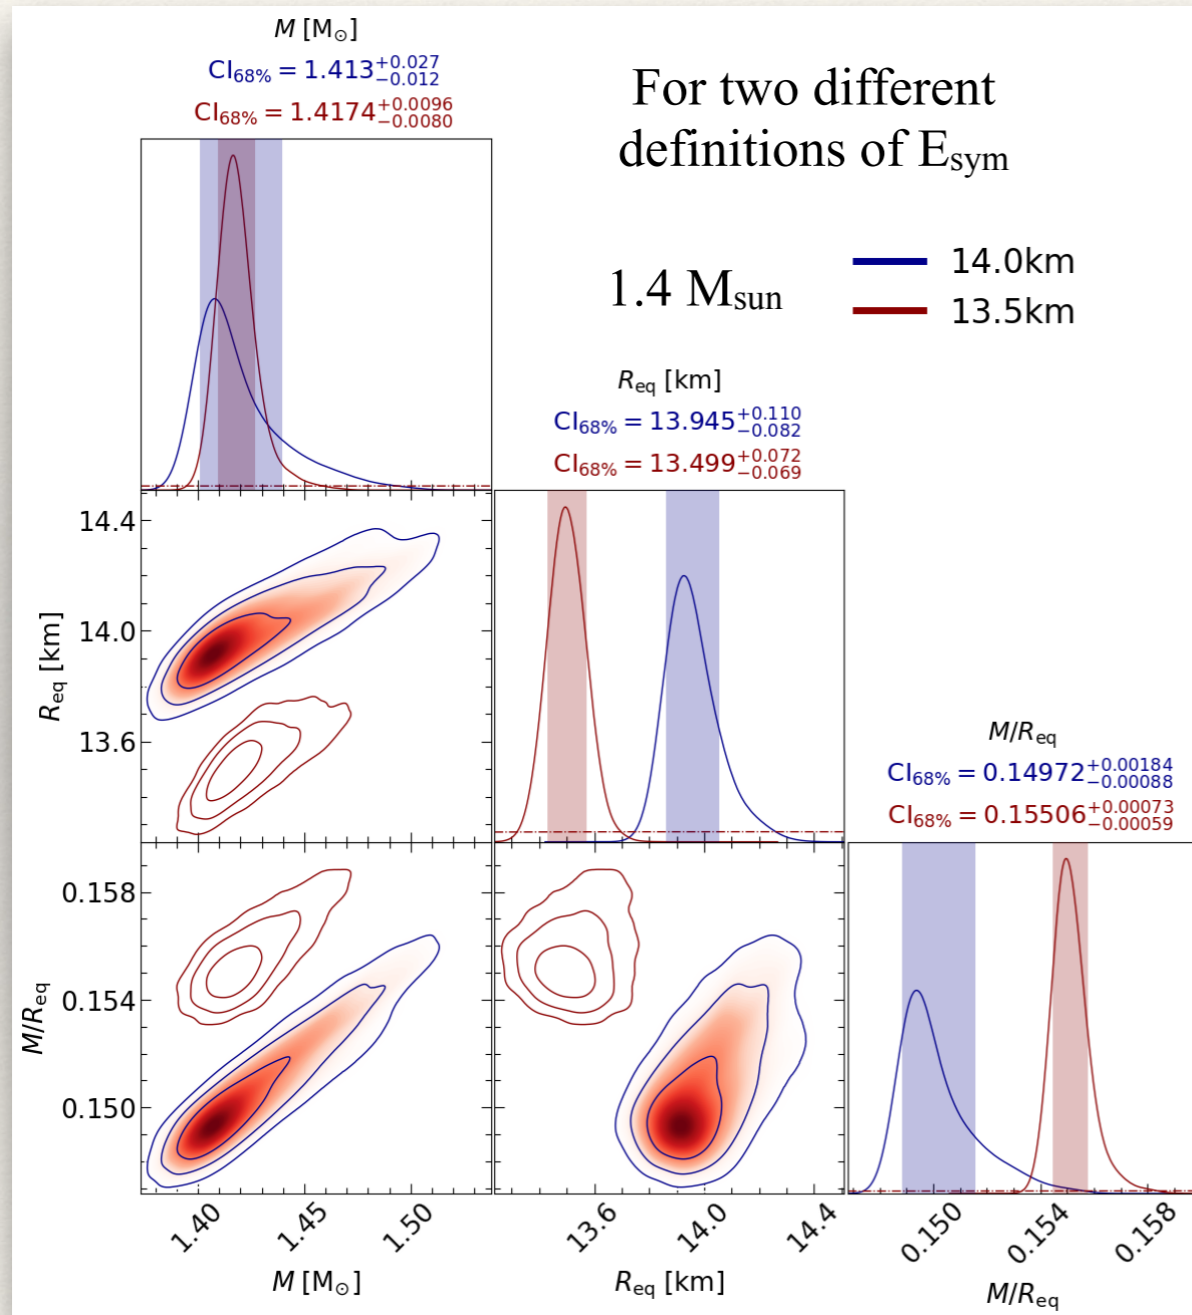 M [M☉]
CI68% = 1.413 +0.027 −0.012
CI68% = 1.4174 +0.0096 −0.0080
For two different
definitions of Esym
1.4 Msun
14.0km
13.5km
Req [km]
CI68% = 13.945 +0.110 −0.082
CI68% = 13.499 +0.072 −0.069
14.4
14.0
13.6
Req [km]
M/Req
CI68% = 0.14972 +0.00184 −0.00088
CI68% = 0.15506 +0.00073 −0.00059
0.158
0.154
0.150
M/Req
1.40 1.45 1.50
M [M☉]
13.6 14.0 14.4
Req [km]
0.150 0.154 0.158
M/Req